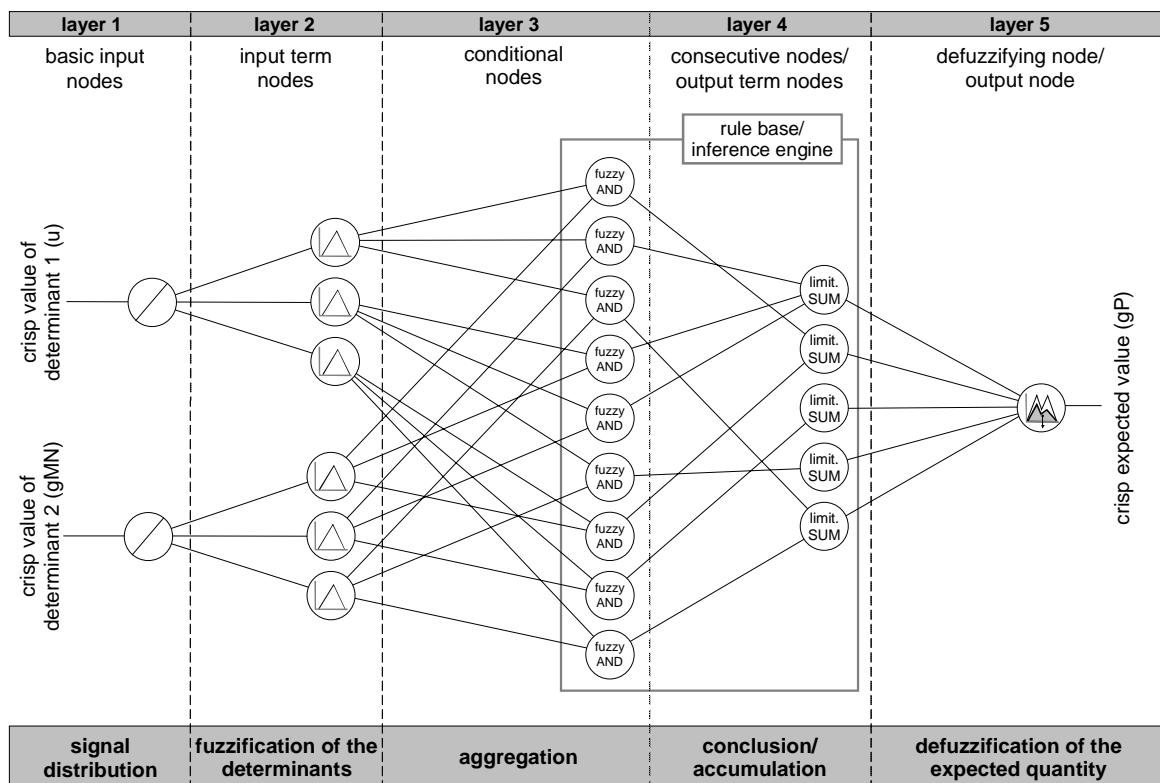 layer 1
layer 2
layer 3
layer 4
layer 5
basic input
nodes
input term
nodes
conditional
nodes
consecutive nodes/
output term nodes
defuzzifying node/
output node
rule base/
inference engine
crisp value of
determinant 1 (u)
crisp value of
determinant 2 (gMN)
fuzzy
AND
fuzzy
AND
fuzzy
AND
fuzzy
AND
fuzzy
AND
fuzzy
AND
fuzzy
AND
fuzzy
AND
fuzzy
AND
limit.
SUM
limit.
SUM
limit.
SUM
limit.
SUM
limit.
SUM
crisp expected value (gP)
signal
distribution
fuzzification of the
determinants
aggregation
conclusion/
accumulation
defuzzification of the
expected quantity